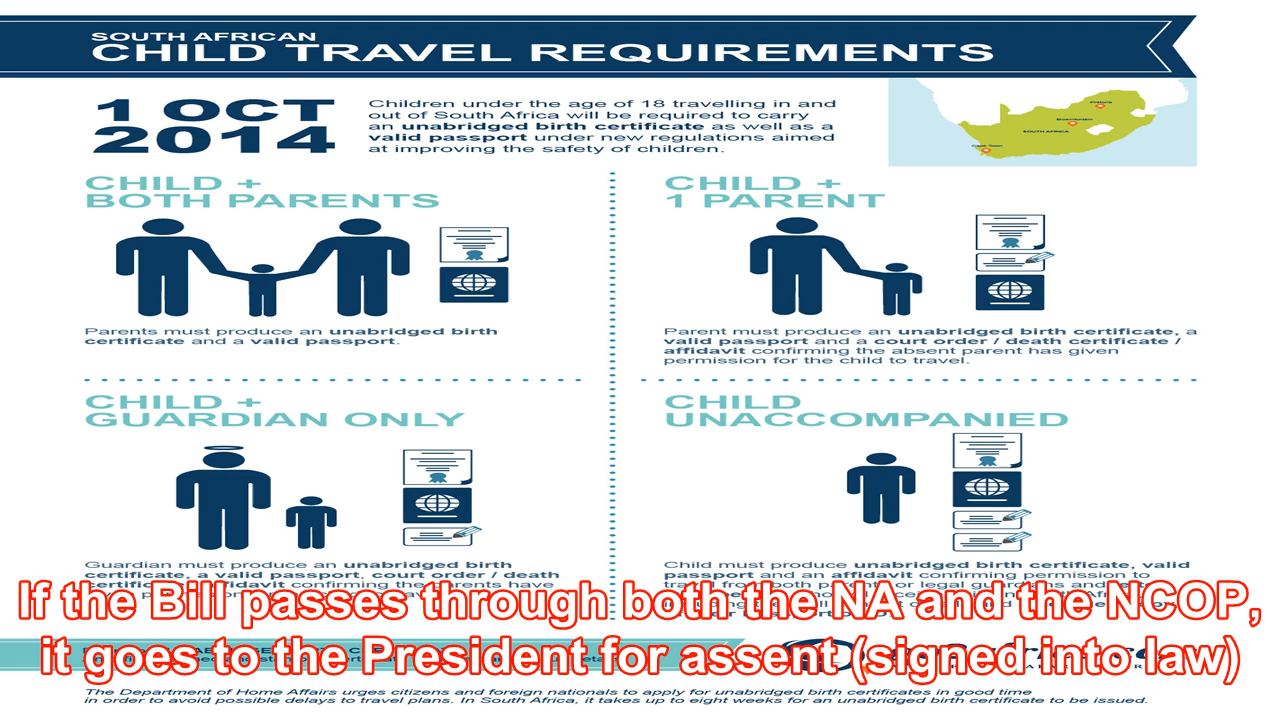 SOUTH AFRICAN
CHILD TRAVEL REQUIREMENTS
1 OCT
2014
Children under the age of 18 travelling in and
out of South Africa will be required to carry
an unabridged birth certificate as well as a
valid passport under new regulations aimed
at improving the safety of children.
SOUTH AFRICA
Cape Town
CHILD +
BOTH PARENTS
Parents must produce an unabridged birth
certificate and a valid passport.
CHILD +
1 PARENT
Parent must produce an unabridged birth certificate, a
valid passport and a court order / death certificate /
affidavit confirming the absent parent has given
permission for the child to travel.
CHILD +
GUARDIAN ONLY
Guardian must produce an unabridged birth
certificate, a valid passport, court order / death
affidavit confirming the parents have
CHILD
UNACCOMPANIED
Child must produce unabridged birth certificate, valid
passport and an affidavit confirming permission to
If the Bill passes through both the NA and the NCOP,
it goes to the President for assent (signed into law)
The Department of Home Affairs urges citizens and foreign nationals to apply for unabridged birth certificates in good time
in order to avoid possible delays to travel plans. In South Africa, it takes up to eight weeks for an unabridged birth certificate to be issued.